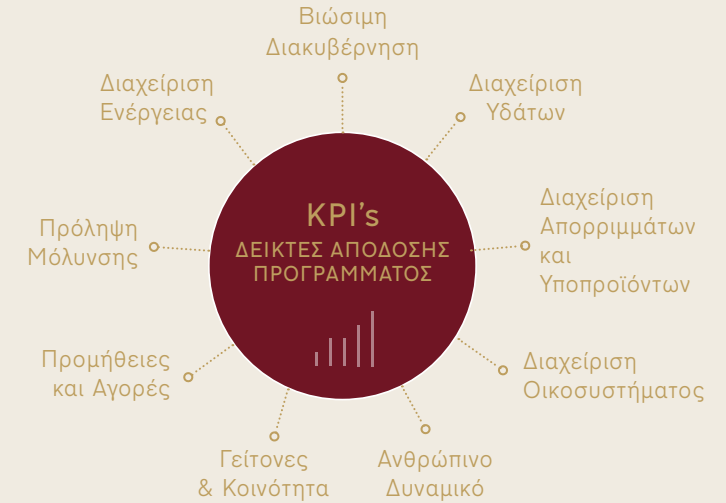 Βιώσιμη
Διακυβέρνηση
Διαχείριση
Υδάτων
Διαχείριση
Απορριμμάτων
και
Υποπροϊόντων
Διαχείριση
Οικοσυστήματος
Ανθρώπινο
Δυναμικό
Γείτονες
& Κοινότητα
Προμήθειες
και Αγορές
Πρόληψη
Μόλυνσης
Διαχείριση
Ενέργειας
KPI's
ΔΕΙΚΤΕΣ ΑΠΟΔΟΣΗΣ
ΠΡΟΓΡΑΜΜΑΤΟΣ